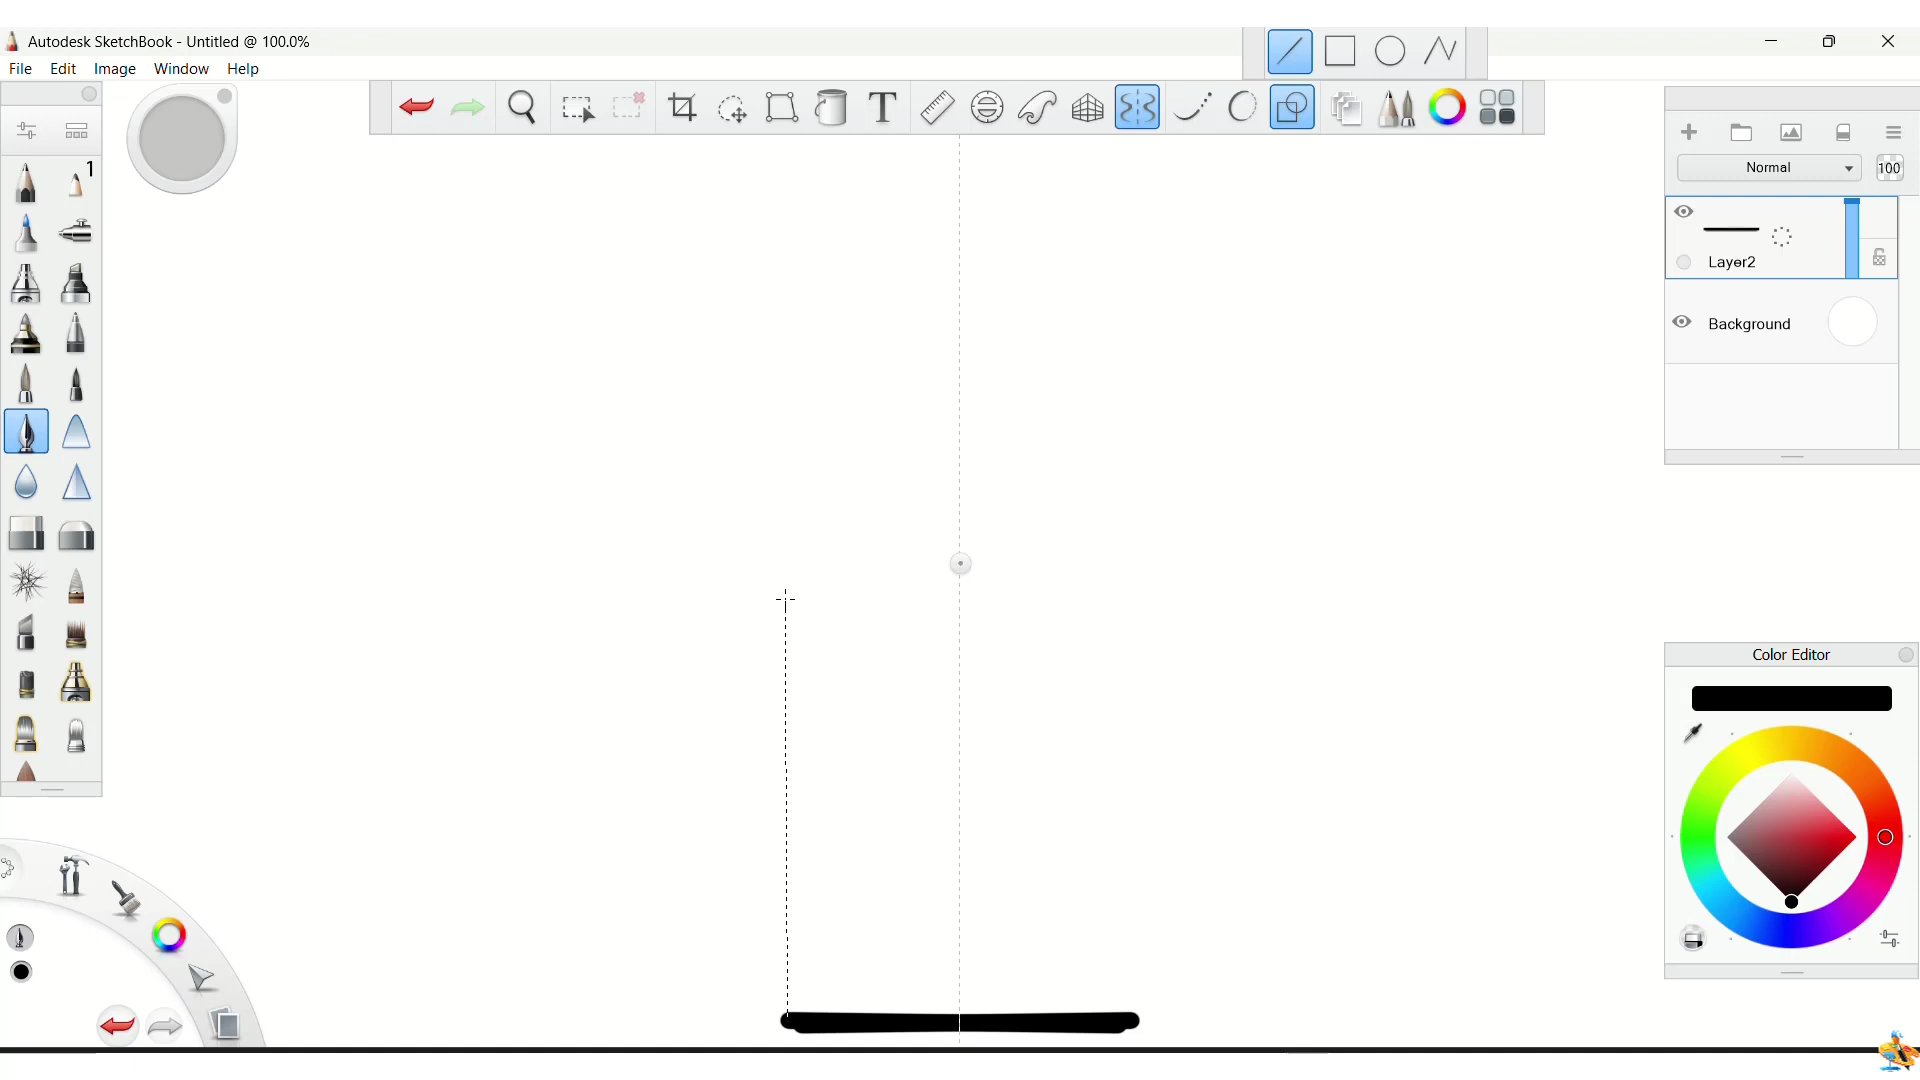 Autodesk SketchBook - Untitled @ 100.0%
File Edit Image Window Help
T
1
Normal 100
Layer2
Background
Color Editor